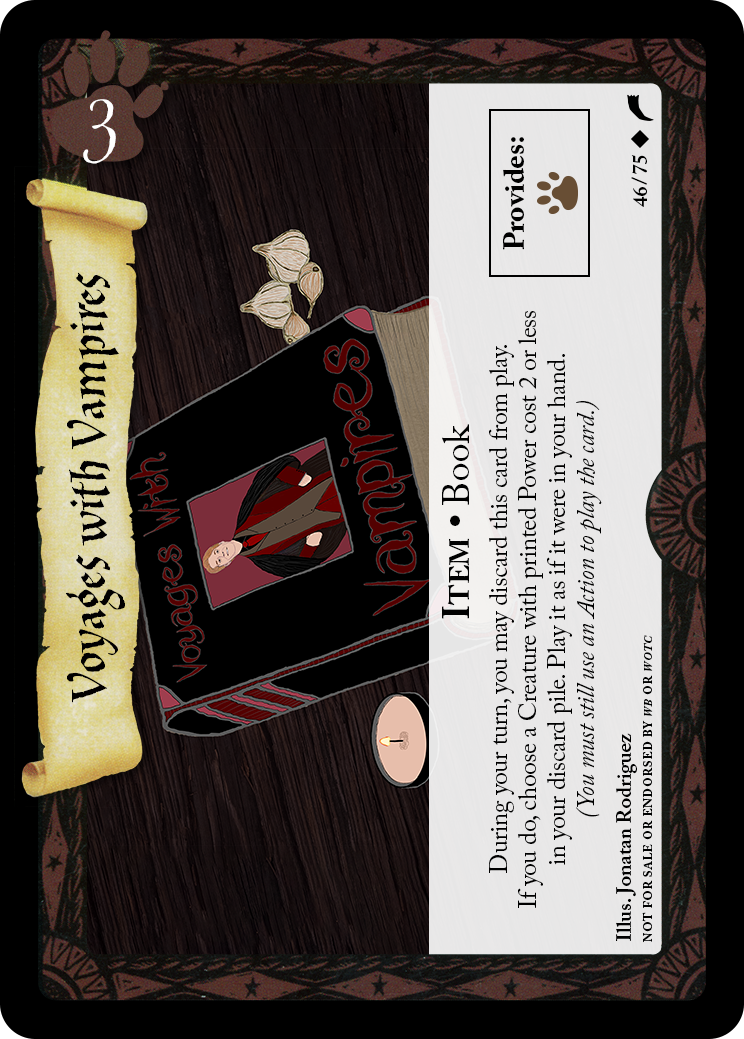 3
Voyages with Vampires
Voyages With
Vampires
ITEM • Book
During your turn, you may discard this card from play.
If you do, choose a Creature with printed Power cost 2 or less
in your discard pile. Play it as if it were in your hand.
(You must still use an Action to play the card.)
Provides:
Illus. Jonatan Rodriguez
NOT FOR SALE OR ENDORSED BY WB OR WOTC
46/75